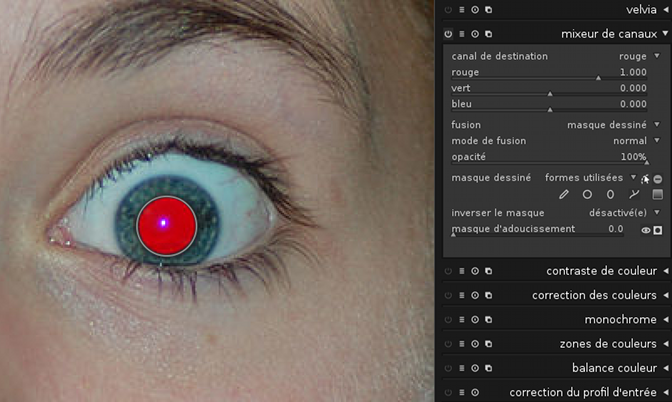 velvia
mixeur de canaux
canal de destination rouge
rouge 1.000
vert 0.000
bleu 0.000
fusion masque dessiné
mode de fusion normal
opacité 100%
masque dessiné formes utilisées
inverser le masque désactivé(e)
masque d'adoucissement 0.0
contraste de couleur
correction des couleurs
monochrome
zones de couleurs
balance couleur
correction du profil d'entrée